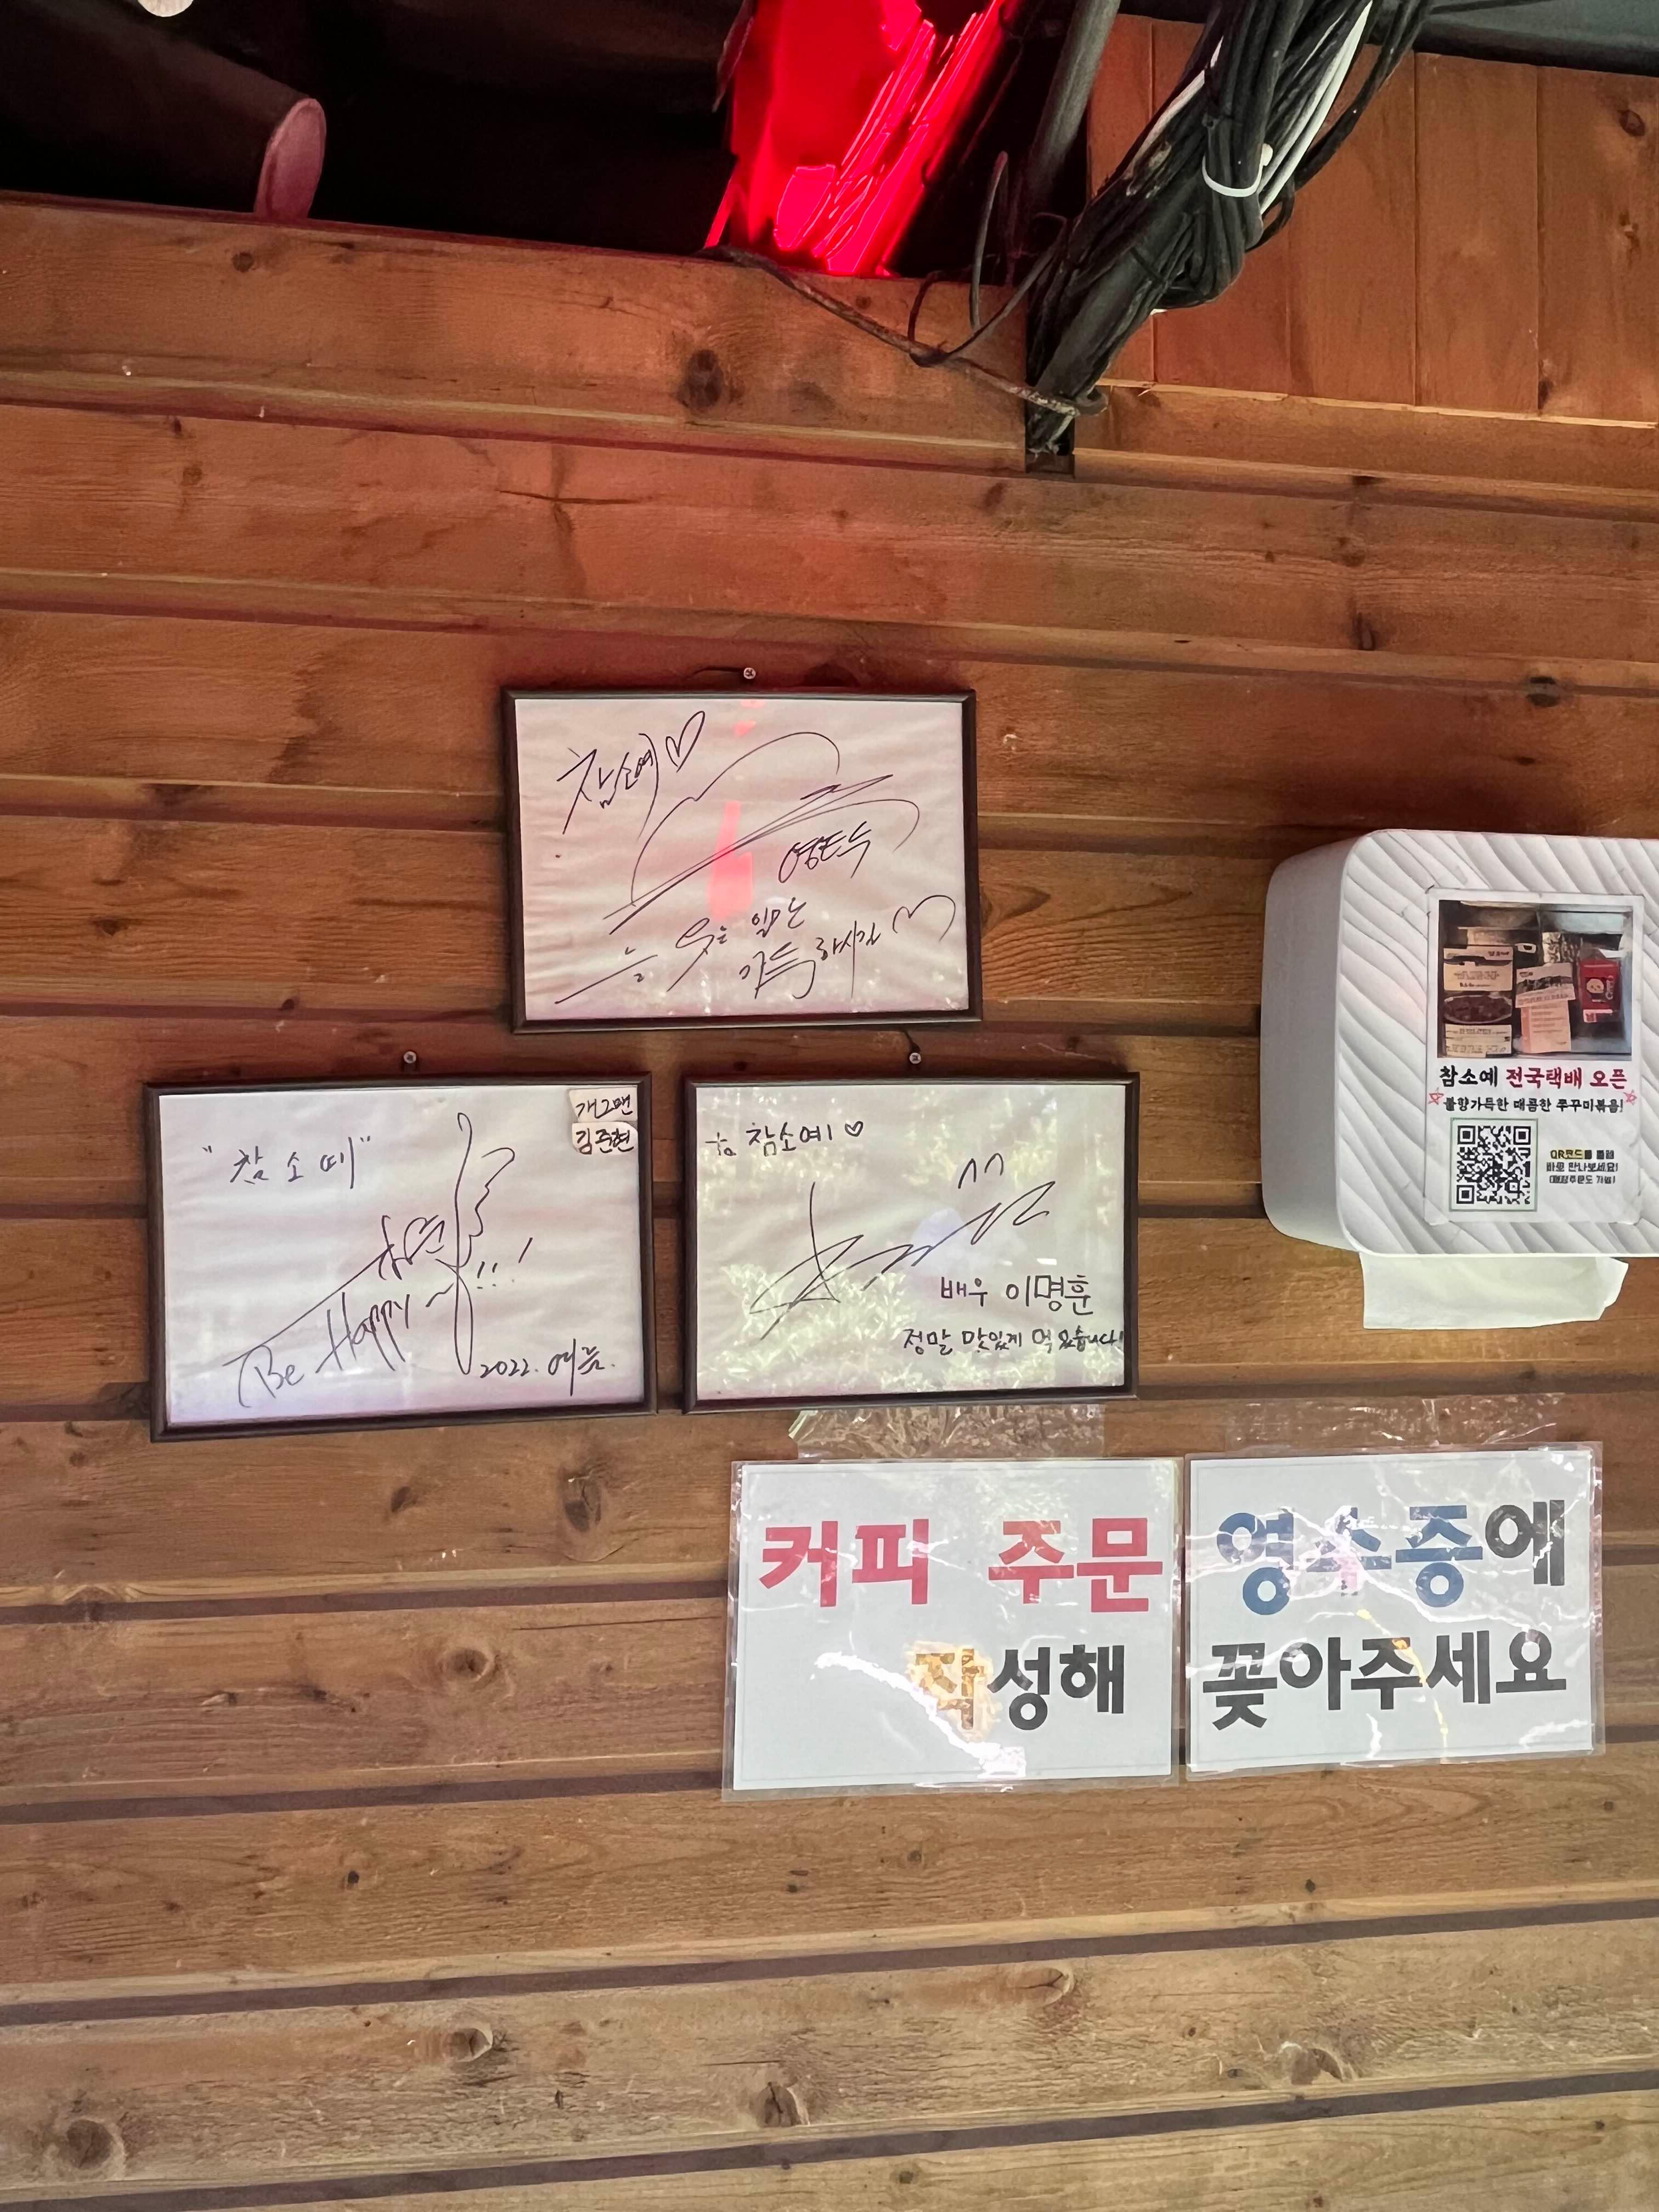 참소예♡
늘 웃는 일만
가득하시길♡
"참소예"
개그맨
김준현
Be Happy~!!!
2022. 여름.
참소예! ♡
배우 이명훈
정말 맛있게 먹었습니다!
참소예 전국택배 오픈
불향가득한 매콤한 쭈꾸미볶음!
QR코드를 통해
바로 만나보세요!
커피 주문
작성해
영수증에
꽂아주세요